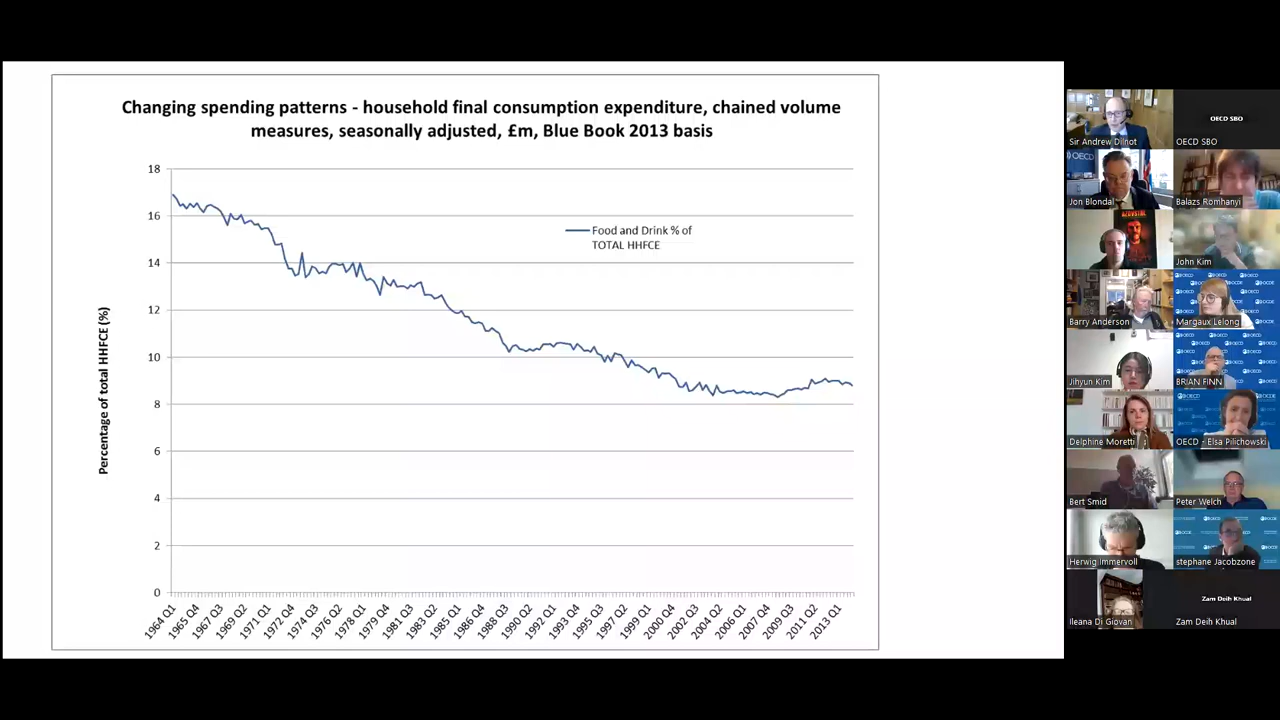 Changing spending patterns - household final consumption expenditure, chained volume
measures, seasonally adjusted, £m, Blue Book 2013 basis
Percentage of total HHFCE (%)
18
16
14
12
10
8
6
4
2
0
Food and Drink % of
TOTAL HHFCE
1964 Q1
1965 Q4
1967 Q3
1969 Q2
1971 Q1
1972 Q4
1974 Q3
1976 Q2
1978 Q1
1979 Q4
1981 Q3
1983 Q2
1985 Q1
1986 Q4
1988 Q3
1990 Q2
1992 Q1
1993 Q4
1995 Q3
1997 Q2
1999 Q1
2000 Q4
2002 Q3
2004 Q2
2006 Q1
2007 Q4
2009 Q3
2011 Q2
2013 Q1
Sir Andrew Dilnot
OECD SBO
OECD SBO
OECD
Jon Blondal
Balazs Romhanyi
John Kim
Barry Anderson
Margaux Lelong
Jihyun Kim
BRIAN FINN
Delphine Moretti
OECD - Elsa Pilichowski
Bert Smid
Peter Welch
Herwig Immervoll
stephane Jacobzone
Ileana Di Giovan
Zam Deih Khual
Zam Deih Khual